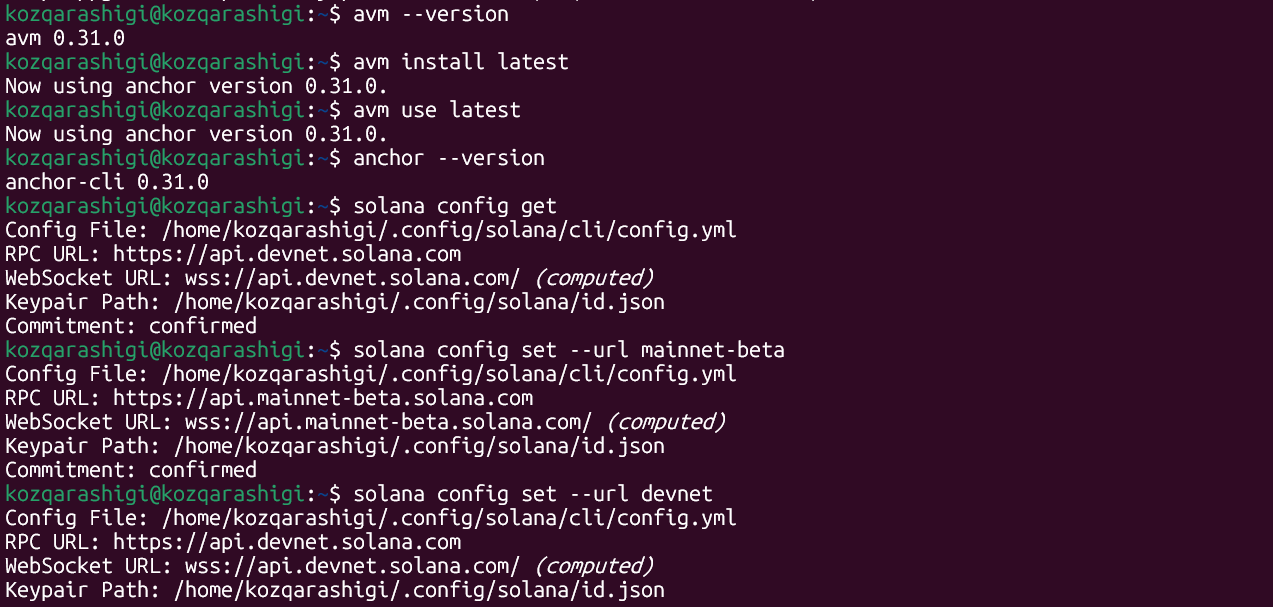 kozqarashigi@kozqarashigi:~$ avm --version
avm 0.31.0
kozqarashigi@kozqarashigi:~$ avm install latest
Now using anchor version 0.31.0.
kozqarashigi@kozqarashigi:~$ avm use latest
Now using anchor version 0.31.0.
kozqarashigi@kozqarashigi:~$ anchor --version
anchor-cli 0.31.0
kozqarashigi@kozqarashigi:~$ solana config get
Config File: /home/kozqarashigi/.config/solana/cli/config.yml
RPC URL: https://api.devnet.solana.com
WebSocket URL: wss://api.devnet.solana.com/ (computed)
Keypair Path: /home/kozqarashigi/.config/solana/id.json
Commitment: confirmed
kozqarashigi@kozqarashigi:~$ solana config set --url mainnet-beta
Config File: /home/kozqarashigi/.config/solana/cli/config.yml
RPC URL: https://api.mainnet-beta.solana.com
WebSocket URL: wss://api.mainnet-beta.solana.com/ (computed)
Keypair Path: /home/kozqarashigi/.config/solana/id.json
Commitment: confirmed
kozqarashigi@kozqarashigi:~$ solana config set --url devnet
Config File: /home/kozqarashigi/.config/solana/cli/config.yml
RPC URL: https://api.devnet.solana.com
WebSocket URL: wss://api.devnet.solana.com/ (computed)
Keypair Path: /home/kozqarashigi/.config/solana/id.json